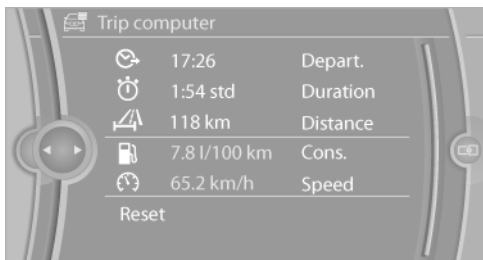 Trip computer
17:26 Depart.
1:54 std Duration
118 km Distance
7.8 l/100 km Cons.
65.2 km/h Speed
Reset